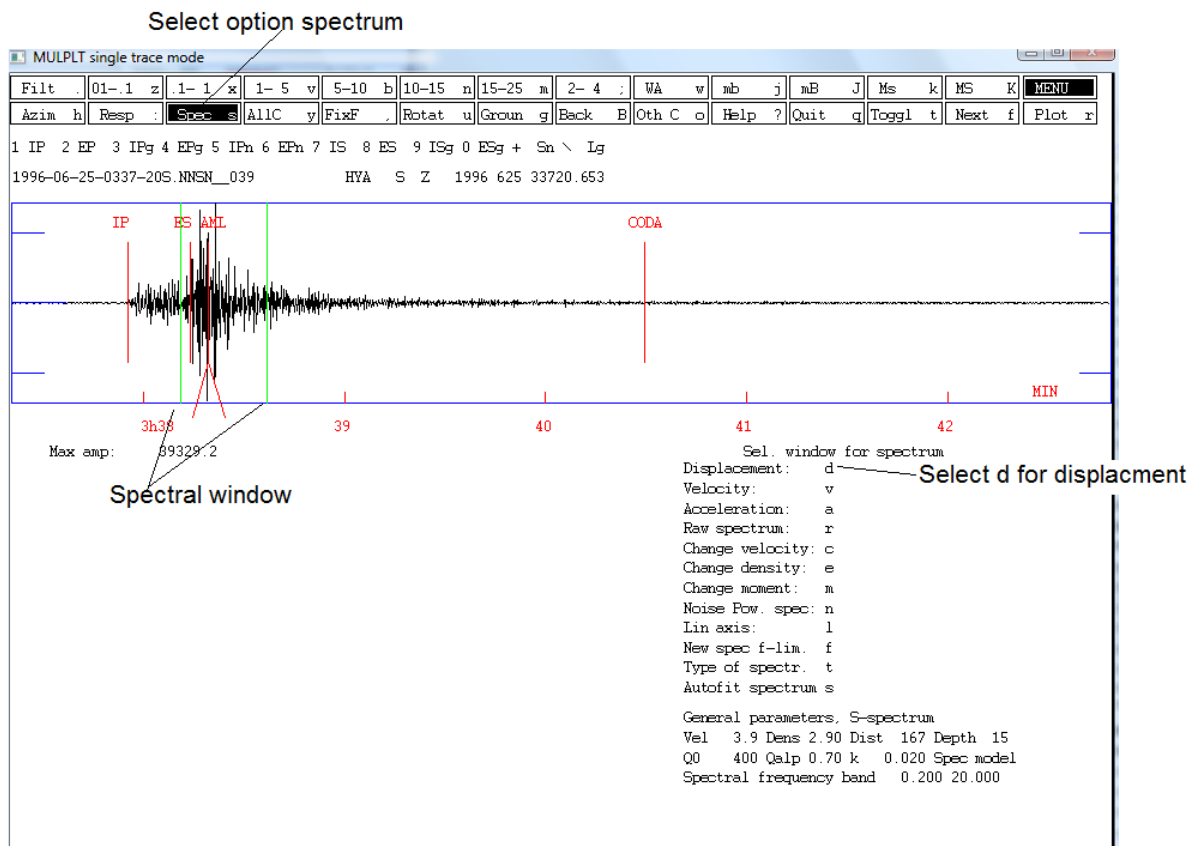 Select option spectrum
MULPLT single trace mode
Filt . 01-.1 z .1- 1 x 1- 5 v 5-10 b 10-15 n 15-25 m 2- 4 ; WA w mb j mB J Ms k MS K MENU
Azim h Resp : Spec s AllC y FixF , Rotat u Groun g Back B Oth C o Help ? Quit q Toggl t Next f Plot r
1 IP 2 EP 3 IPg 4 EPg 5 IPn 6 EPn 7 IS 8 ES 9 ISg 0 ESg + Sn \ Lg
1996-06-25-0337-20S.NNSN__039 HYA S Z 1996 625 33720.653
IP ES AML CODA
MIN
3h38 39 40 41 42
Max amp: 39329.2 Sel. window for spectrum
Displacement: d
Select d for displacment
Velocity: v
Spectral window
Acceleration: a
Raw spectrum: r
Change velocity: c
Change density: e
Change moment: m
Noise Pow. spec: n
Lin axis: l
New spec f-lim. f
Type of spectr. t
Autofit spectrum s
General parameters, S-spectrum
Vel 3.9 Dens 2.90 Dist 167 Depth 15
Q0 400 Qalp 0.70 k 0.020 Spec model
Spectral frequency band 0.200 20.000